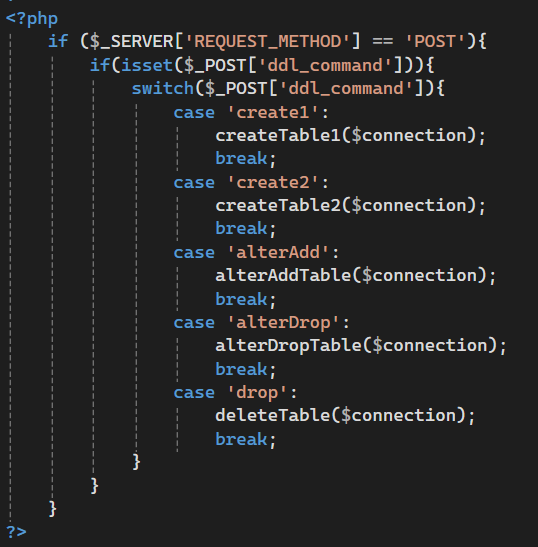 <?php
    if ($_SERVER['REQUEST_METHOD'] == 'POST'){
        if(isset($_POST['ddl_command'])){
            switch($_POST['ddl_command']){
                case 'create1':
                    createTable1($connection);
                    break;
                case 'create2':
                    createTable2($connection);
                    break;
                case 'alterAdd':
                    alterAddTable($connection);
                    break;
                case 'alterDrop':
                    alterDropTable($connection);
                    break;
                case 'drop':
                    deleteTable($connection);
                    break;
            }
        }
    }
?>